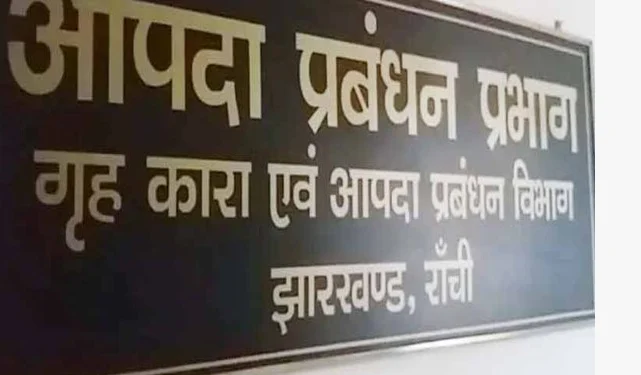 आपदा प्रबंधन प्रभाग
गृह कारा एवं आपदा प्रबंधन विभाग
झारखण्ड, राँची